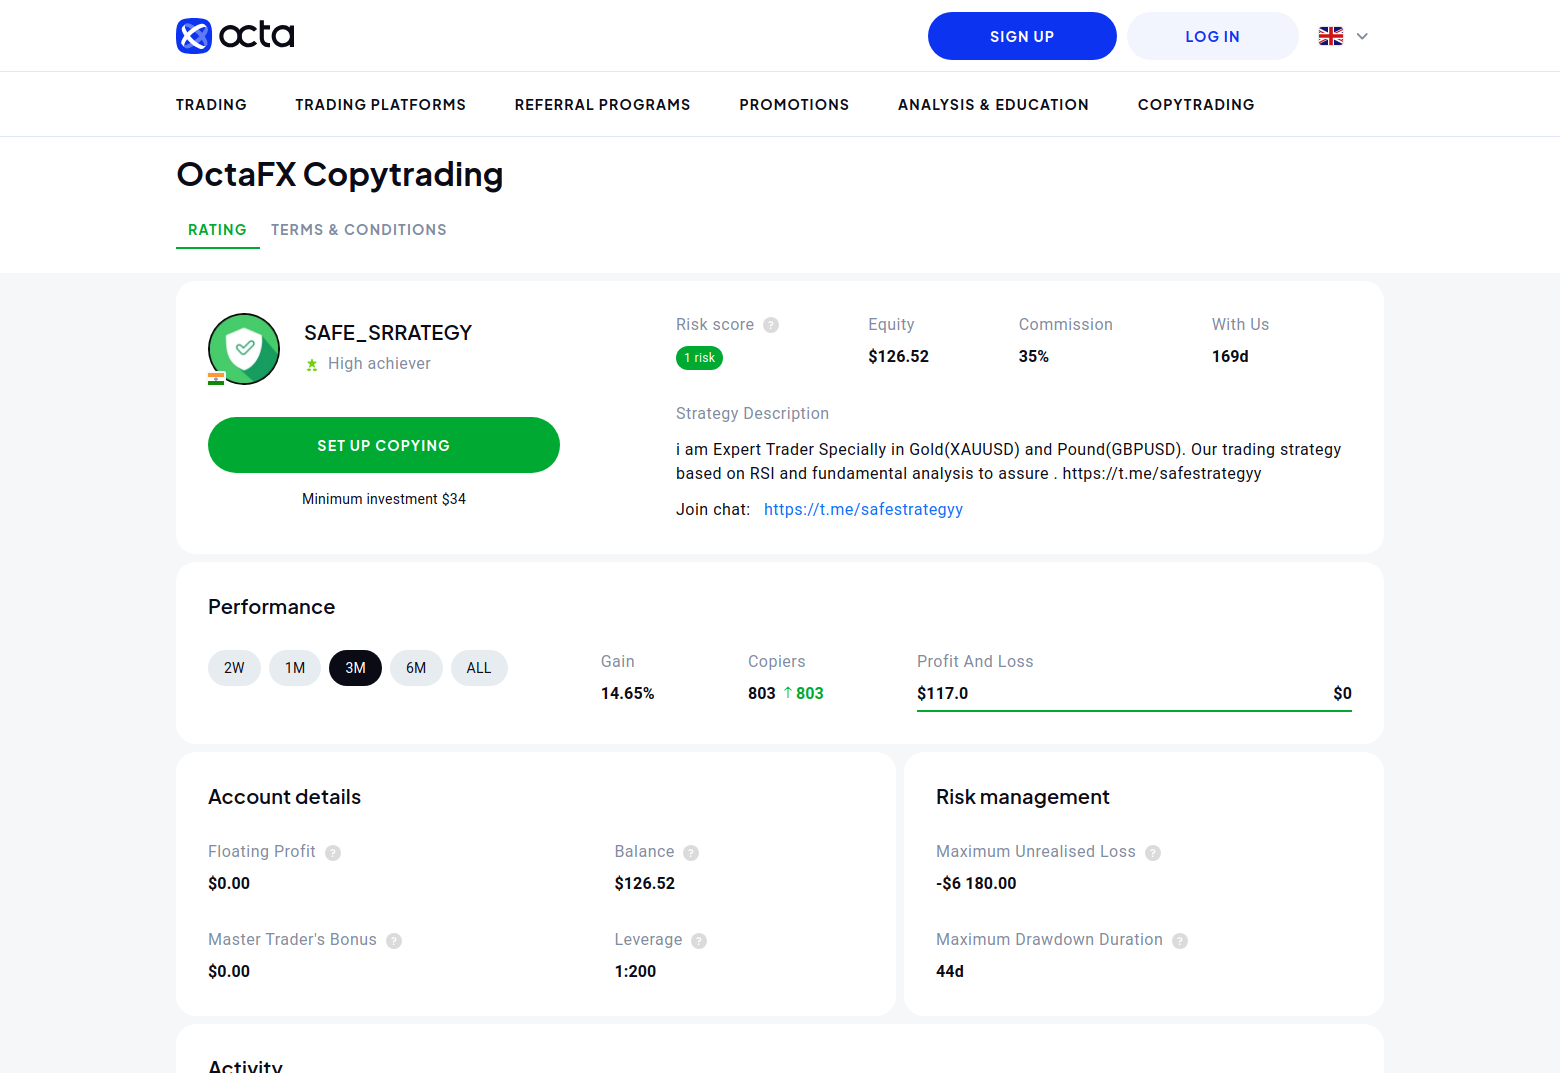 octa
SIGN UP
LOG IN
TRADING
TRADING PLATFORMS
REFERRAL PROGRAMS
PROMOTIONS
ANALYSIS & EDUCATION
COPYTRADING
OctaFX Copytrading
RATING
TERMS & CONDITIONS
SAFE_SRRATEGY
High achiever
SET UP COPYING
Minimum investment $34
Risk score ?
1 risk
Equity
$126.52
Commission
35%
With Us
169d
Strategy Description
i am Expert Trader Specially in Gold(XAUUSD) and Pound(GBPUSD). Our trading strategy
based on RSI and fundamental analysis to assure . https://t.me/safestrategyy
Join chat: https://t.me/safestrategyy
Performance
2W
1M
3M
6M
ALL
Gain
14.65%
Copiers
803 ↑ 803
Profit And Loss
$117.0
$0
Account details
Floating Profit ?
$0.00
Balance ?
$126.52
Master Trader's Bonus ?
$0.00
Leverage ?
1:200
Risk management
Maximum Unrealised Loss ?
-$6 180.00
Maximum Drawdown Duration ?
44d
Activity